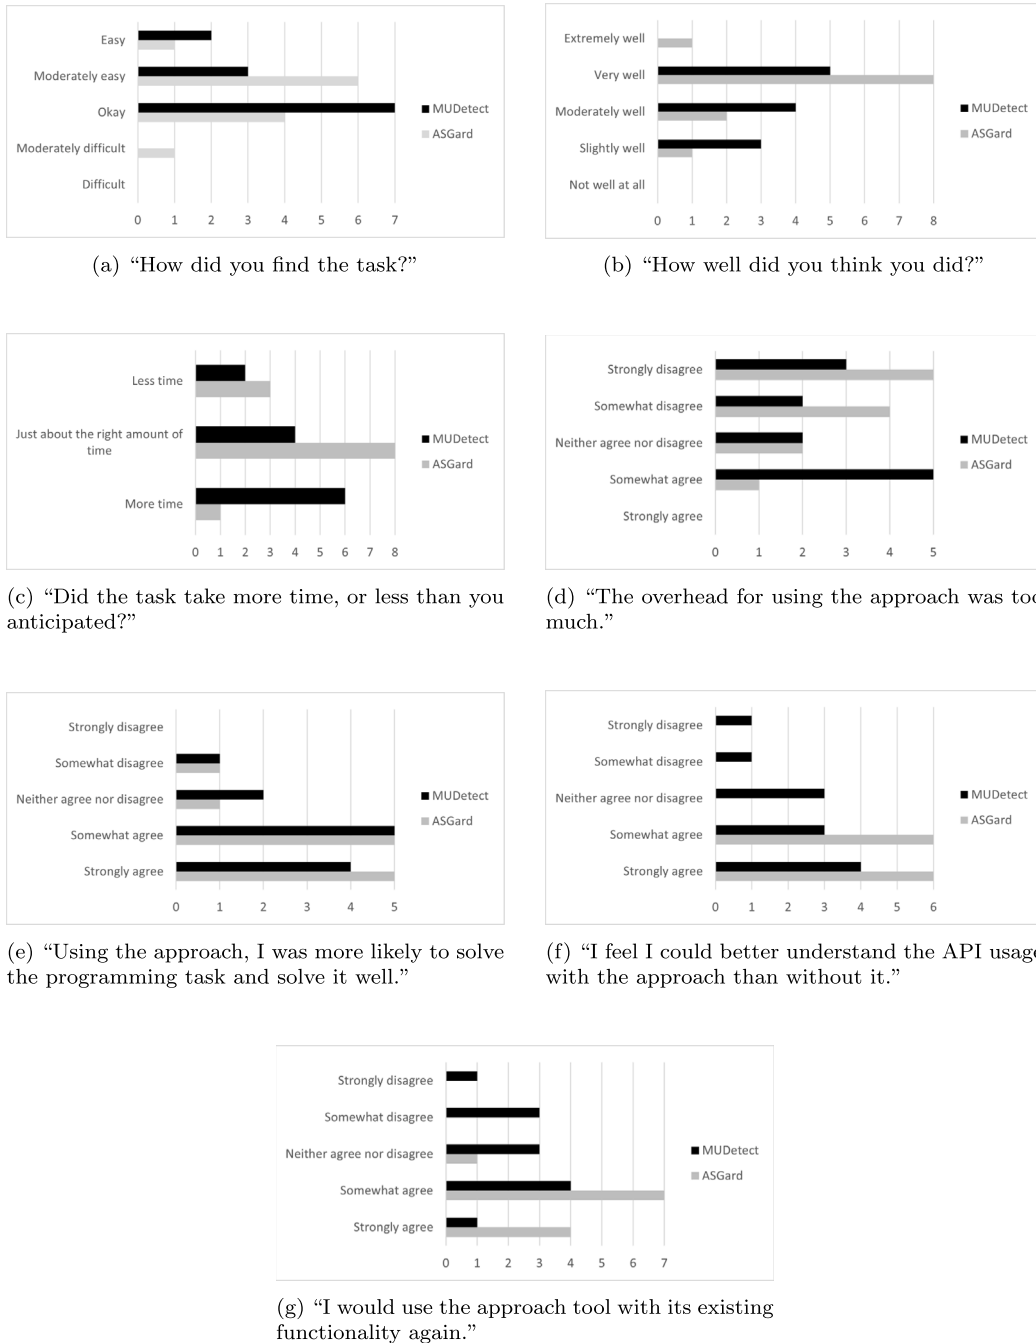 Easy
Moderately easy
Okay
Moderately difficult
Difficult
0 1 2 3 4 5 6 7
MUDetect
ASGard
(a) “How did you find the task?”
Extremely well
Very well
Moderately well
Slightly well
Not well at all
0 1 2 3 4 5 6 7 8
MUDetect
ASGard
(b) “How well did you think you did?”
Less time
Just about the right amount of
time
More time
0 1 2 3 4 5 6 7 8
MUDetect
ASGard
(c) “Did the task take more time, or less than you
anticipated?”
Strongly disagree
Somewhat disagree
Neither agree nor disagree
Somewhat agree
Strongly agree
0 1 2 3 4 5
MUDetect
ASGard
(d) “The overhead for using the approach was too
much.”
Strongly disagree
Somewhat disagree
Neither agree nor disagree
Somewhat agree
Strongly agree
0 1 2 3 4 5
MUDetect
ASGard
(e) “Using the approach, I was more likely to solve
the programming task and solve it well.”
Strongly disagree
Somewhat disagree
Neither agree nor disagree
Somewhat agree
Strongly agree
0 1 2 3 4 5 6
MUDetect
ASGard
(f) “I feel I could better understand the API usage
with the approach than without it.”
Strongly disagree
Somewhat disagree
Neither agree nor disagree
Somewhat agree
Strongly agree
0 1 2 3 4 5 6 7
MUDetect
ASGard
(g) “I would use the approach tool with its existing
functionality again.”